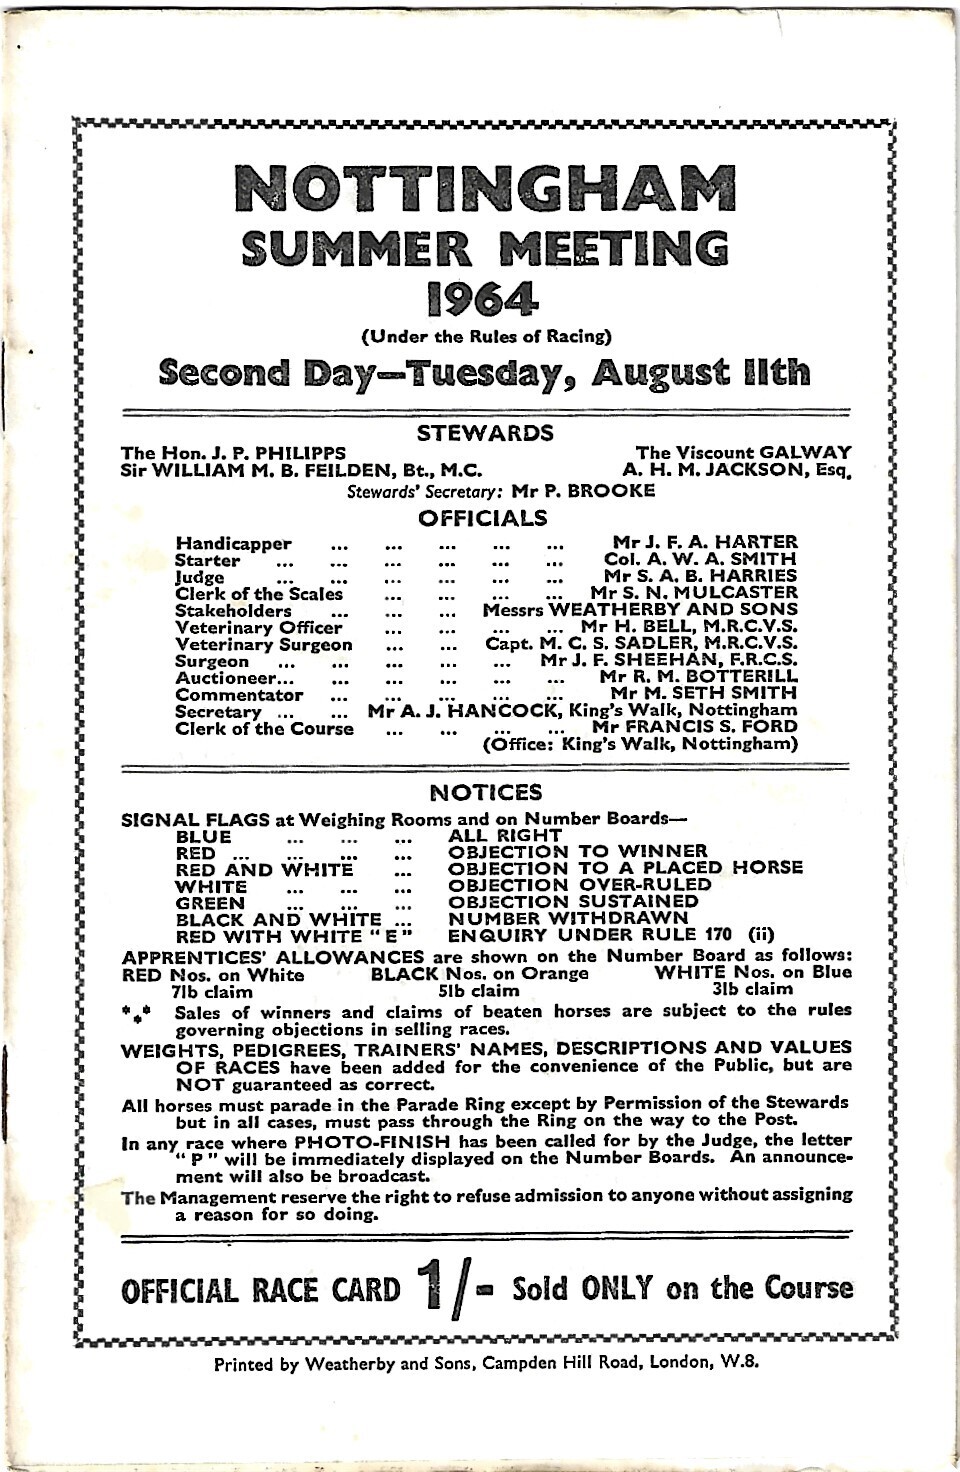 NOTTINGHAM
SUMMER MEETING
1964
(Under the Rules of Racing)
Second Day—Tuesday, August 11th
STEWARDS
The Hon. J. P. PHILIPPS The Viscount GALWAY
Sir WILLIAM M. B. FEILDEN, Bt., M.C. A. H. M. JACKSON, Esq.
Stewards' Secretary: Mr P. BROOKE
OFFICIALS
Handicapper ... ... ... ... ... Mr J. F. A. HARTER
Starter ... ... ... ... ... ... Col. A. W. A. SMITH
Judge ... ... ... ... ... ... Mr S. A. B. HARRIES
Clerk of the Scales ... ... ... ... Mr S. N. MULCASTER
Stakeholders ... ... ... Messrs WEATHERBY AND SONS
Veterinary Officer ... ... ... ... Mr H. BELL, M.R.C.V.S.
Veterinary Surgeon ... ... Capt. M. C. S. SADLER, M.R.C.V.S.
Surgeon ... ... ... ... ... Mr J. F. SHEEHAN, F.R.C.S.
Auctioneer... ... ... ... ... ... Mr R. M. BOTTERILL
Commentator ... ... ... ... ... Mr M. SETH SMITH
Secretary ... ... Mr A. J. HANCOCK, King's Walk, Nottingham
Clerk of the Course ... ... ... ... Mr FRANCIS S. FORD
(Office: King's Walk, Nottingham)
NOTICES
SIGNAL FLAGS at Weighing Rooms and on Number Boards—
BLUE ... ... ... ALL RIGHT
RED ... ... ... ... OBJECTION TO WINNER
RED AND WHITE ... OBJECTION TO A PLACED HORSE
WHITE ... ... ... OBJECTION OVER-RULED
GREEN ... ... ... OBJECTION SUSTAINED
BLACK AND WHITE ... NUMBER WITHDRAWN
RED WITH WHITE "E" ENQUIRY UNDER RULE 170 (ii)
APPRENTICES' ALLOWANCES are shown on the Number Board as follows:
RED Nos. on White BLACK Nos. on Orange WHITE Nos. on Blue
7lb claim 5lb claim 3lb claim
*** Sales of winners and claims of beaten horses are subject to the rules
governing objections in selling races.
WEIGHTS, PEDIGREES, TRAINERS' NAMES, DESCRIPTIONS AND VALUES
OF RACES have been added for the convenience of the Public, but are
NOT guaranteed as correct.
All horses must parade in the Parade Ring except by Permission of the Stewards
but in all cases, must pass through the Ring on the way to the Post.
In any race where PHOTO-FINISH has been called for by the Judge, the letter
"P" will be immediately displayed on the Number Boards. An announce-
ment will also be broadcast.
The Management reserve the right to refuse admission to anyone without assigning
a reason for so doing.
OFFICIAL RACE CARD 1/- Sold ONLY on the Course
Printed by Weatherby and Sons, Campden Hill Road, London, W.8.